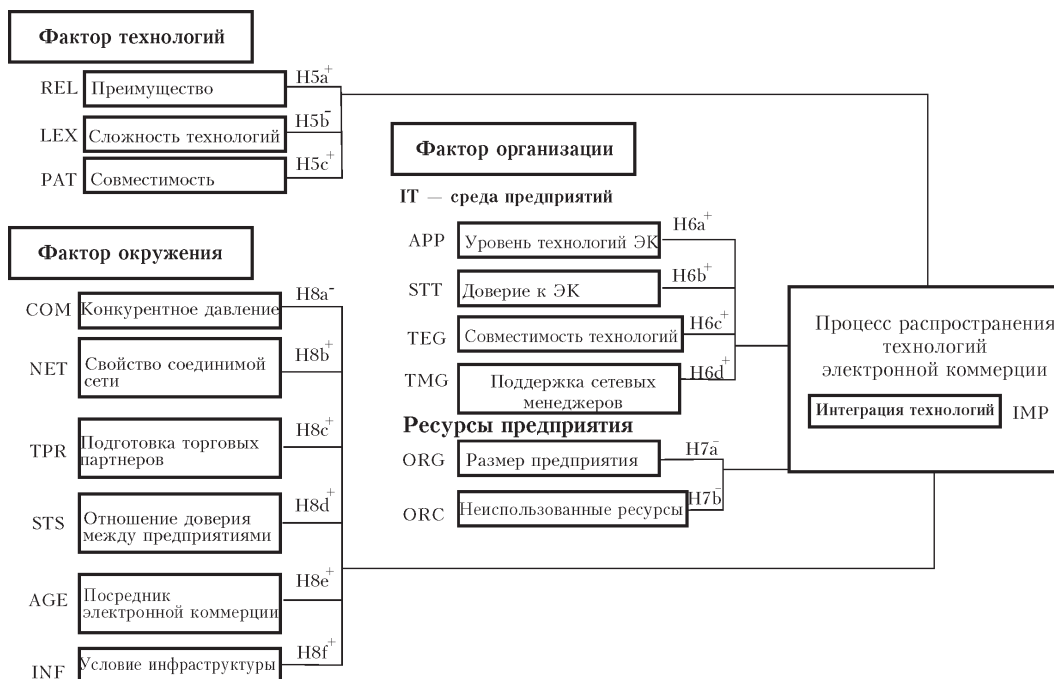 Фактор технологий
REL Преимущество H5a+
LEX Сложность технологий H5b-
PAT Совместимость H5c+
Фактор окружения
COM Конкурентное давление H8a-
NET Свойство соединимой
сети H8b+
TPR Подготовка торговых
партнеров H8c+
STS Отношение доверия
между предприятиями H8d+
AGE Посредник
электронной коммерции H8e+
INF Условие инфраструктуры H8f+
Фактор организации
IT — среда предприятий
APP Уровень технологий ЭК H6a+
STT Доверие к ЭК H6b+
TEG Совместимость технологий H6c+
TMG Поддержка сетевых
менеджеров H6d+
Ресурсы предприятия
ORG Размер предприятия H7a-
ORC Неиспользованные ресурсы H7b-
Процесс распространения
технологий
электронной коммерции
Интеграция технологий IMP